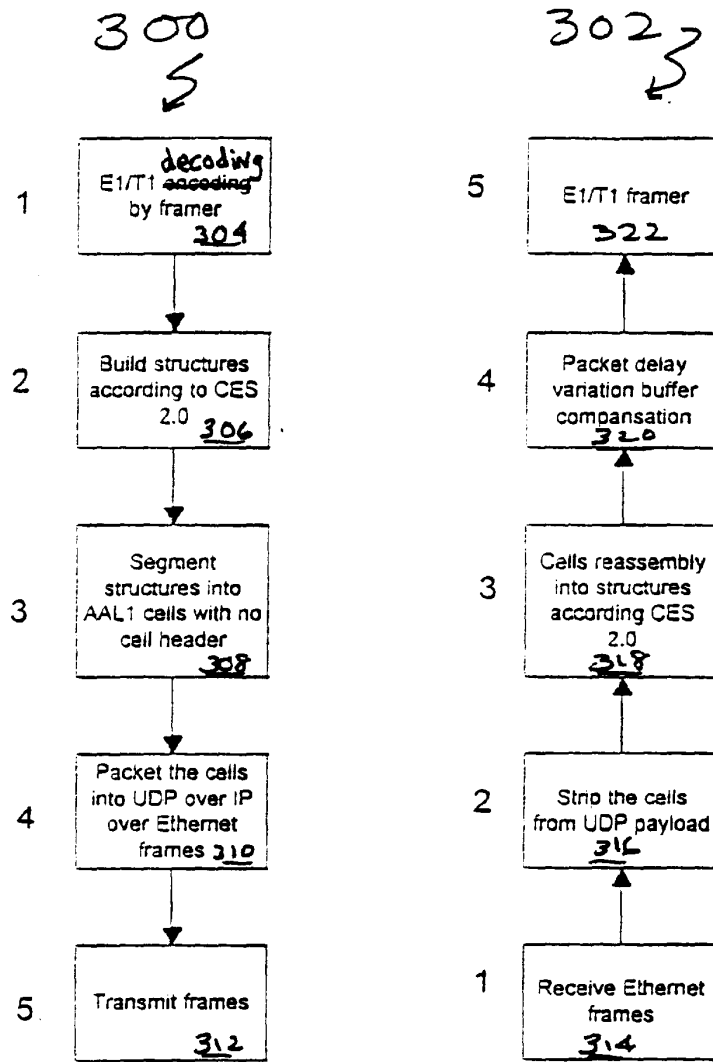 300
1
decoding
E1/T1 encoding
by framer
304
2
Build structures
according to CES
2.0
306
3
Segment
structures into
AAL1 cells with no
cell header
308
4
Packet the cells
into UDP over IP
over Ethernet
frames 310
5
Transmit frames
312
302
5
E1/T1 framer
322
4
Packet delay
variation buffer
compansation
320
3
Cells reassembly
into structures
according CES
2.0
318
2
Strip the cells
from UDP payload
316
1
Receive Ethernet
frames
314